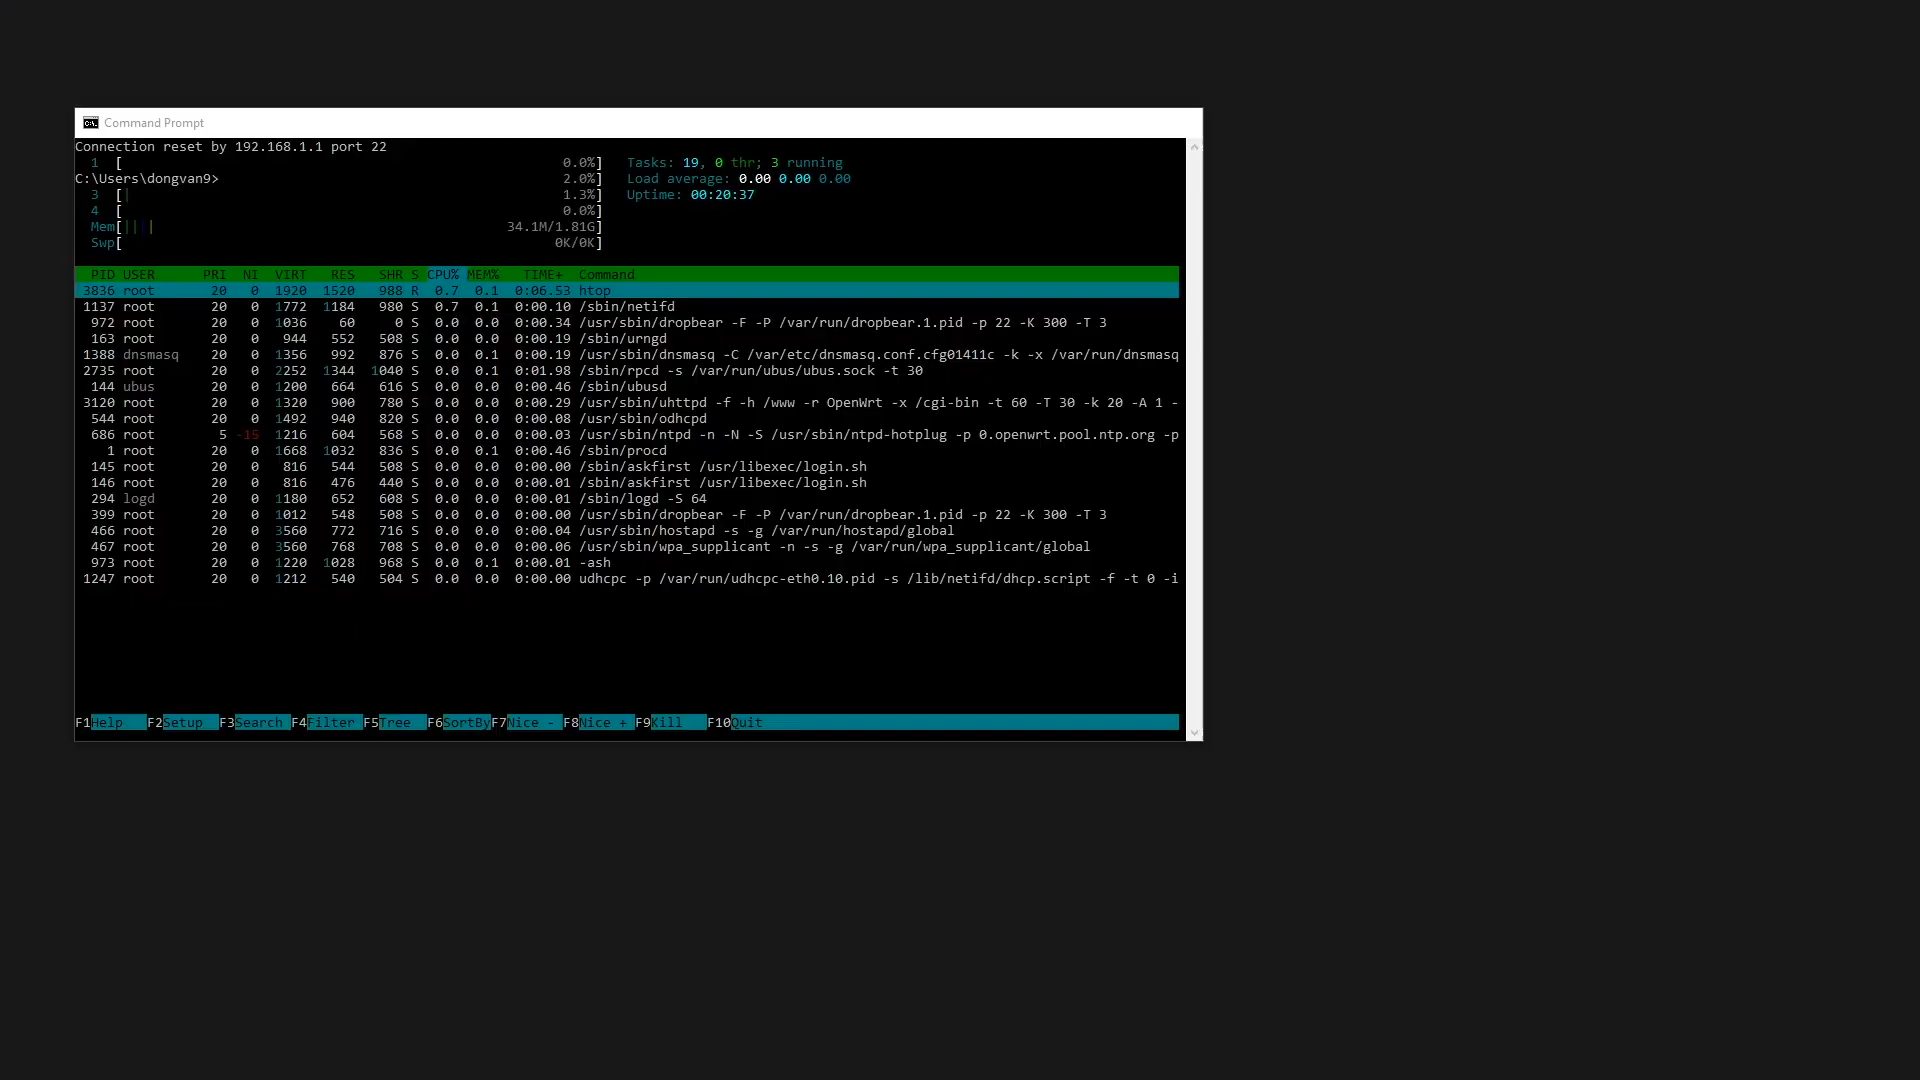 Command Prompt
Connection reset by 192.168.1.1 port 22
1 [ 0.0%] Tasks: 19, 0 thr; 3 running
C:\Users\dongvan9> 2.0%] Load average: 0.00 0.00 0.00
3 [| 1.3%] Uptime: 00:20:37
4 [ 0.0%]
Mem[|||| 34.1M/1.81G]
Swp[ 0K/0K]
PID USER PRI NI VIRT RES SHR S CPU% MEM% TIME+ Command
3836 root 20 0 1920 1520 988 R 0.7 0.1 0:06.53 htop
1137 root 20 0 1772 1184 980 S 0.7 0.1 0:00.10 /sbin/netifd
972 root 20 0 1036 60 0 S 0.0 0.0 0:00.34 /usr/sbin/dropbear -F -P /var/run/dropbear.1.pid -p 22 -K 300 -T 3
163 root 20 0 944 552 508 S 0.0 0.0 0:00.19 /sbin/urngd
1388 dnsmasq 20 0 1356 992 876 S 0.0 0.1 0:00.19 /usr/sbin/dnsmasq -C /var/etc/dnsmasq.conf.cfg01411c -k -x /var/run/dnsmasq
2735 root 20 0 2252 1344 1040 S 0.0 0.1 0:01.98 /sbin/rpcd -s /var/run/ubus/ubus.sock -t 30
144 ubus 20 0 1200 664 616 S 0.0 0.0 0:00.46 /sbin/ubusd
3120 root 20 0 1320 900 780 S 0.0 0.0 0:00.29 /usr/sbin/uhttpd -f -h /www -r OpenWrt -x /cgi-bin -t 60 -T 30 -k 20 -A 1 -
544 root 20 0 1492 940 820 S 0.0 0.0 0:00.08 /usr/sbin/odhcpd
686 root 5 -15 1216 604 568 S 0.0 0.0 0:00.03 /usr/sbin/ntpd -n -N -S /usr/sbin/ntpd-hotplug -p 0.openwrt.pool.ntp.org -p
1 root 20 0 1668 1032 836 S 0.0 0.1 0:00.46 /sbin/procd
145 root 20 0 816 544 508 S 0.0 0.0 0:00.00 /sbin/askfirst /usr/libexec/login.sh
146 root 20 0 816 476 440 S 0.0 0.0 0:00.01 /sbin/askfirst /usr/libexec/login.sh
294 logd 20 0 1180 652 608 S 0.0 0.0 0:00.01 /sbin/logd -S 64
399 root 20 0 1012 548 508 S 0.0 0.0 0:00.00 /usr/sbin/dropbear -F -P /var/run/dropbear.1.pid -p 22 -K 300 -T 3
466 root 20 0 3560 772 716 S 0.0 0.0 0:00.04 /usr/sbin/hostapd -s -g /var/run/hostapd/global
467 root 20 0 3560 768 708 S 0.0 0.0 0:00.06 /usr/sbin/wpa_supplicant -n -s -g /var/run/wpa_supplicant/global
973 root 20 0 1220 1028 968 S 0.0 0.1 0:00.01 -ash
1247 root 20 0 1212 540 504 S 0.0 0.0 0:00.00 udhcpc -p /var/run/udhcpc-eth0.10.pid -s /lib/netifd/dhcp.script -f -t 0 -i
F1Help F2Setup F3Search F4Filter F5Tree F6SortByF7Nice - F8Nice + F9Kill F10Quit